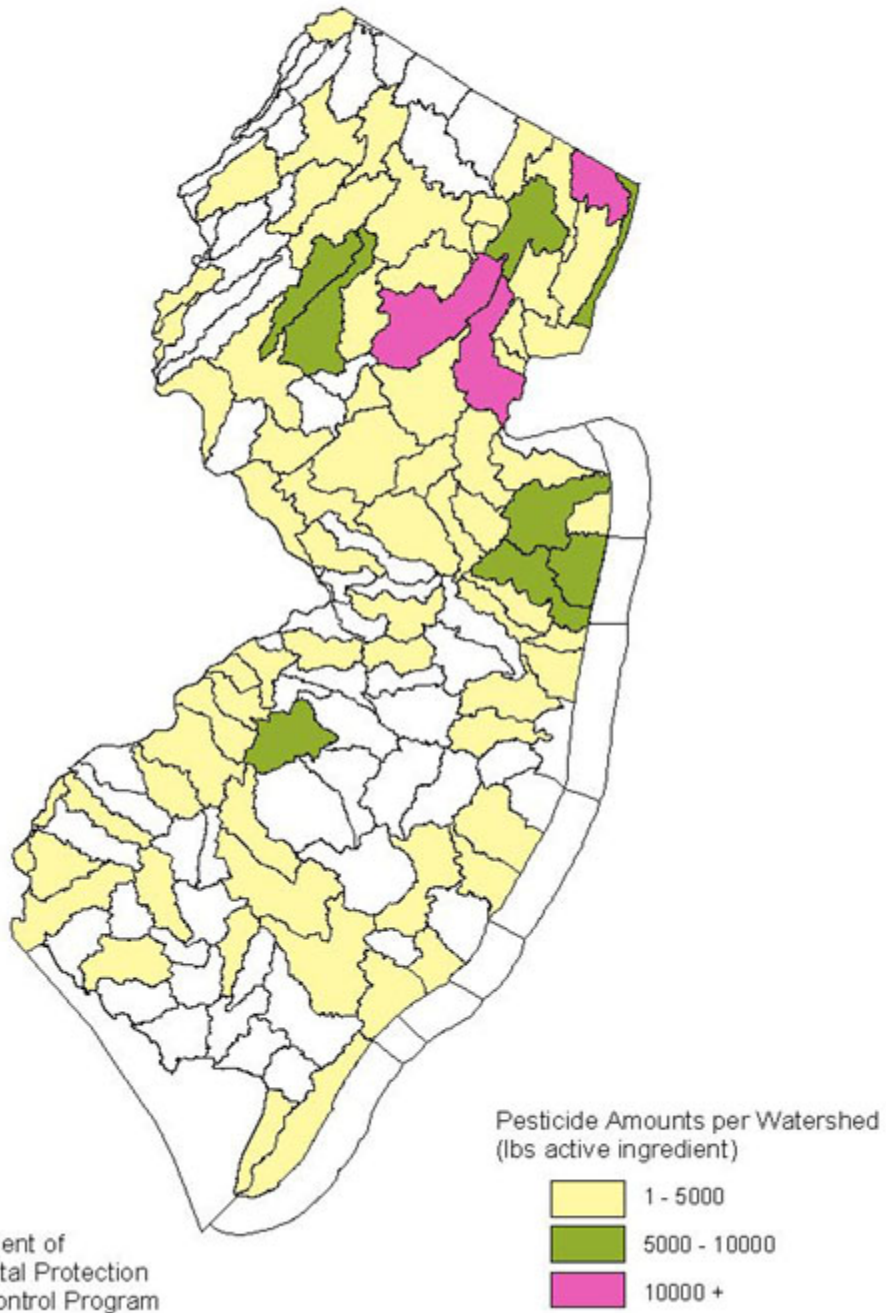 Pesticide Amounts per Watershed
(lbs active ingredient)
1 - 5000
5000 - 10000
10000 +
ent of
tal Protection
ontrol Program